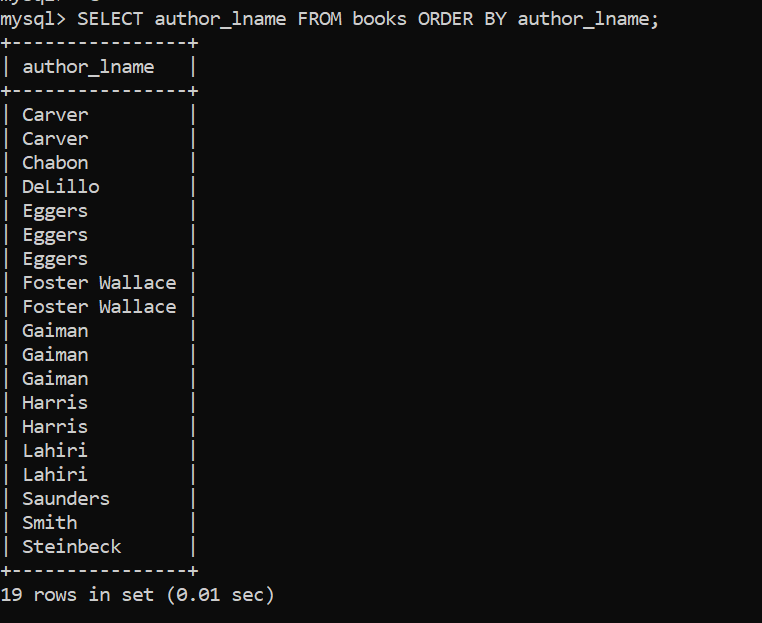 mysql> SELECT author_lname FROM books ORDER BY author_lname;
+----------------+
| author_lname   |
+----------------+
| Carver         |
| Carver         |
| Chabon         |
| DeLillo        |
| Eggers         |
| Eggers         |
| Eggers         |
| Foster Wallace |
| Foster Wallace |
| Gaiman         |
| Gaiman         |
| Gaiman         |
| Harris         |
| Harris         |
| Lahiri         |
| Lahiri         |
| Saunders       |
| Smith          |
| Steinbeck      |
+----------------+
19 rows in set (0.01 sec)